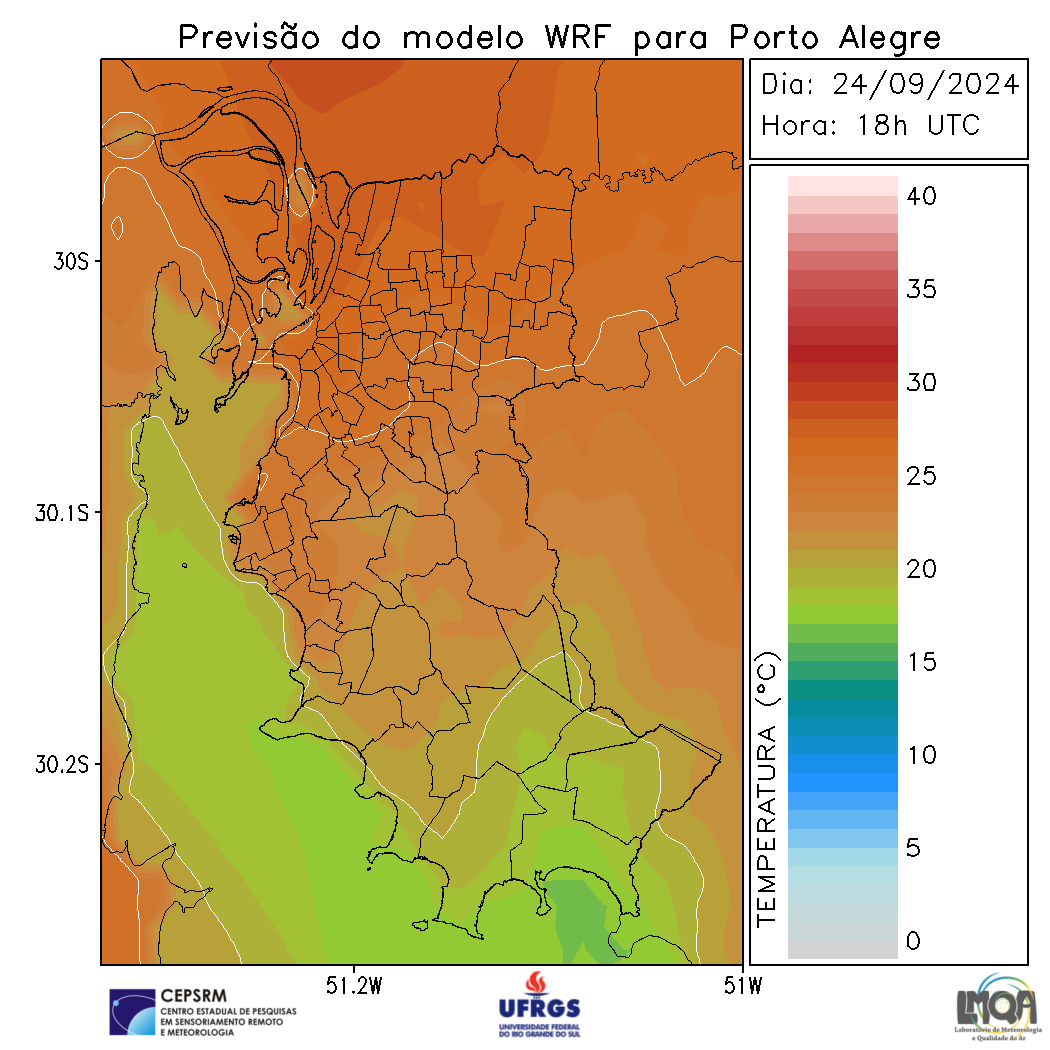 Previsão do modelo WRF para Porto Alegre
Dia: 24/09/2024
Hora: 18h UTC
40
35
30
25
20
15
10
5
0
TEMPERATURA (°C)
30S
30.1S
30.2S
51.2W
51W
CEPSRM
CENTRO ESTADUAL DE PESQUISAS
EM SENSORIAMENTO REMOTO
E METEOROLOGIA
UFRGS
UNIVERSIDADE FEDERAL
DO RIO GRANDE DO SUL
LMQA
Laboratório de Meteorologia
e Qualidade do Ar